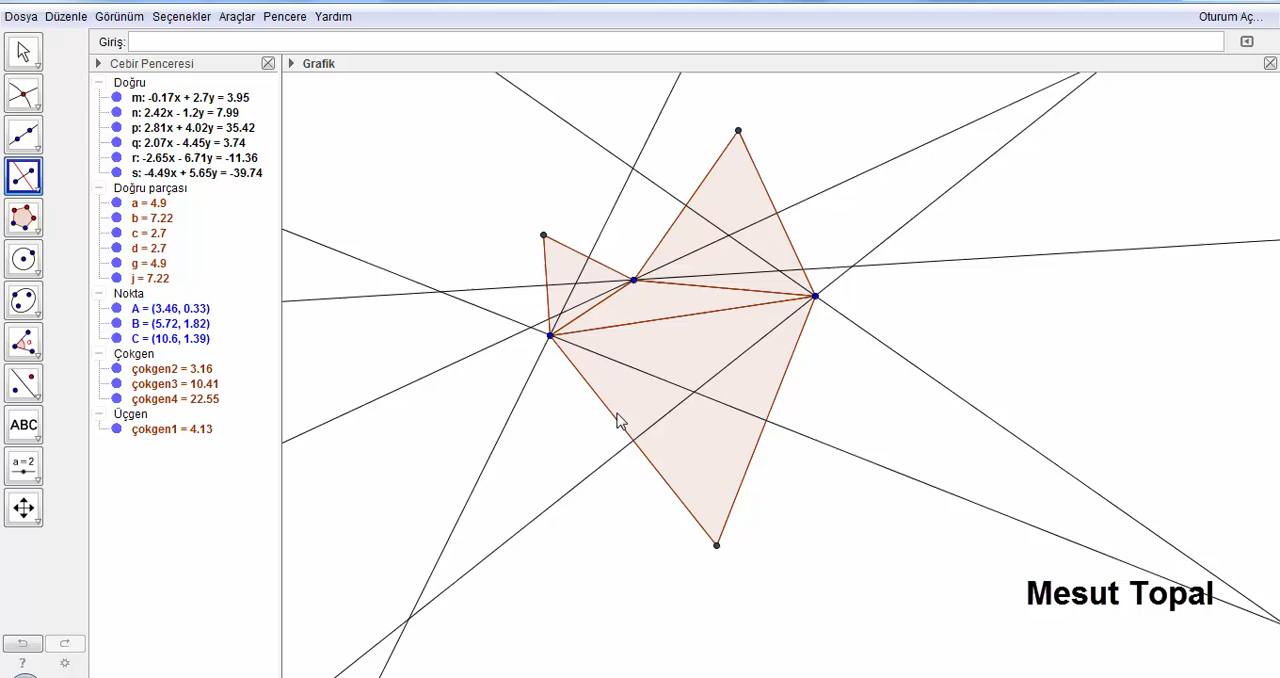 Dosya Düzenle Görünüm Seçenekler Araçlar Pencere Yardım Oturum Aç...
Giriş:
Cebir Penceresi Grafik
Doğru
m: -0.17x + 2.7y = 3.95
n: 2.42x - 1.2y = 7.99
p: 2.81x + 4.02y = 35.42
q: 2.07x - 4.45y = 3.74
r: -2.65x - 6.71y = -11.36
s: -4.49x + 5.65y = -39.74
Doğru parçası
a = 4.9
b = 7.22
c = 2.7
d = 2.7
g = 4.9
j = 7.22
Nokta
A = (3.46, 0.33)
B = (5.72, 1.82)
C = (10.6, 1.39)
Çokgen
çokgen2 = 3.16
çokgen3 = 10.41
çokgen4 = 22.55
Üçgen
çokgen1 = 4.13
α
ABC
a = 2
?
Mesut Topal